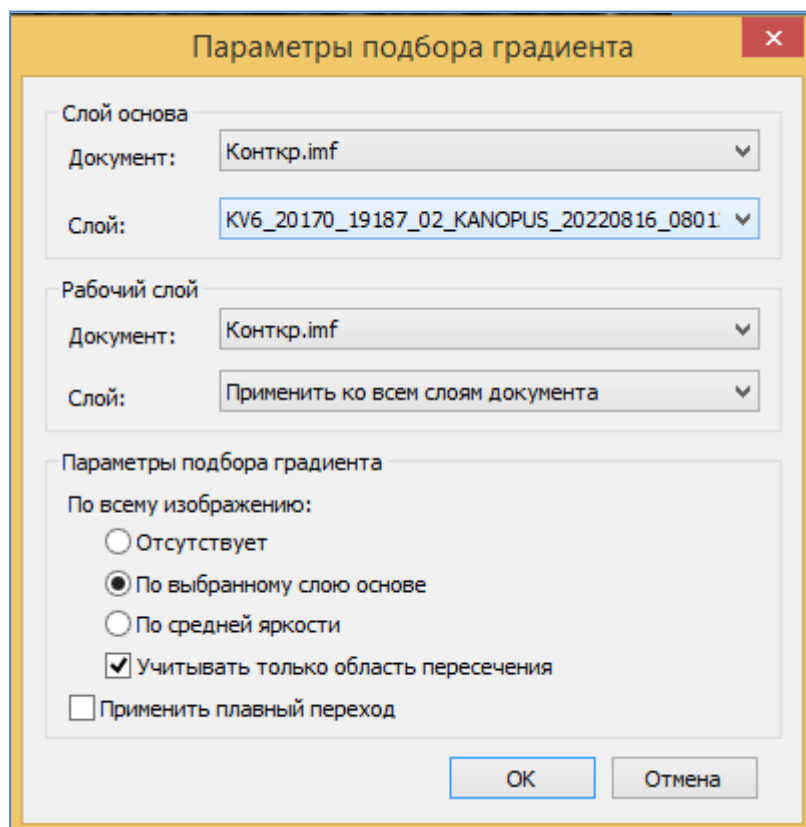 Параметры подбора градиента
Слой основа
Документ: Конткр.imf
Слой: KV6_20170_19187_02_KANOPUS_20220816_0801
Рабочий слой
Документ: Конткр.imf
Слой: Применить ко всем слоям документа
Параметры подбора градиента
По всему изображению:
Отсутствует
По выбранному слою основе
По средней яркости
Учитывать только область пересечения
Применить плавный переход
OK Отмена